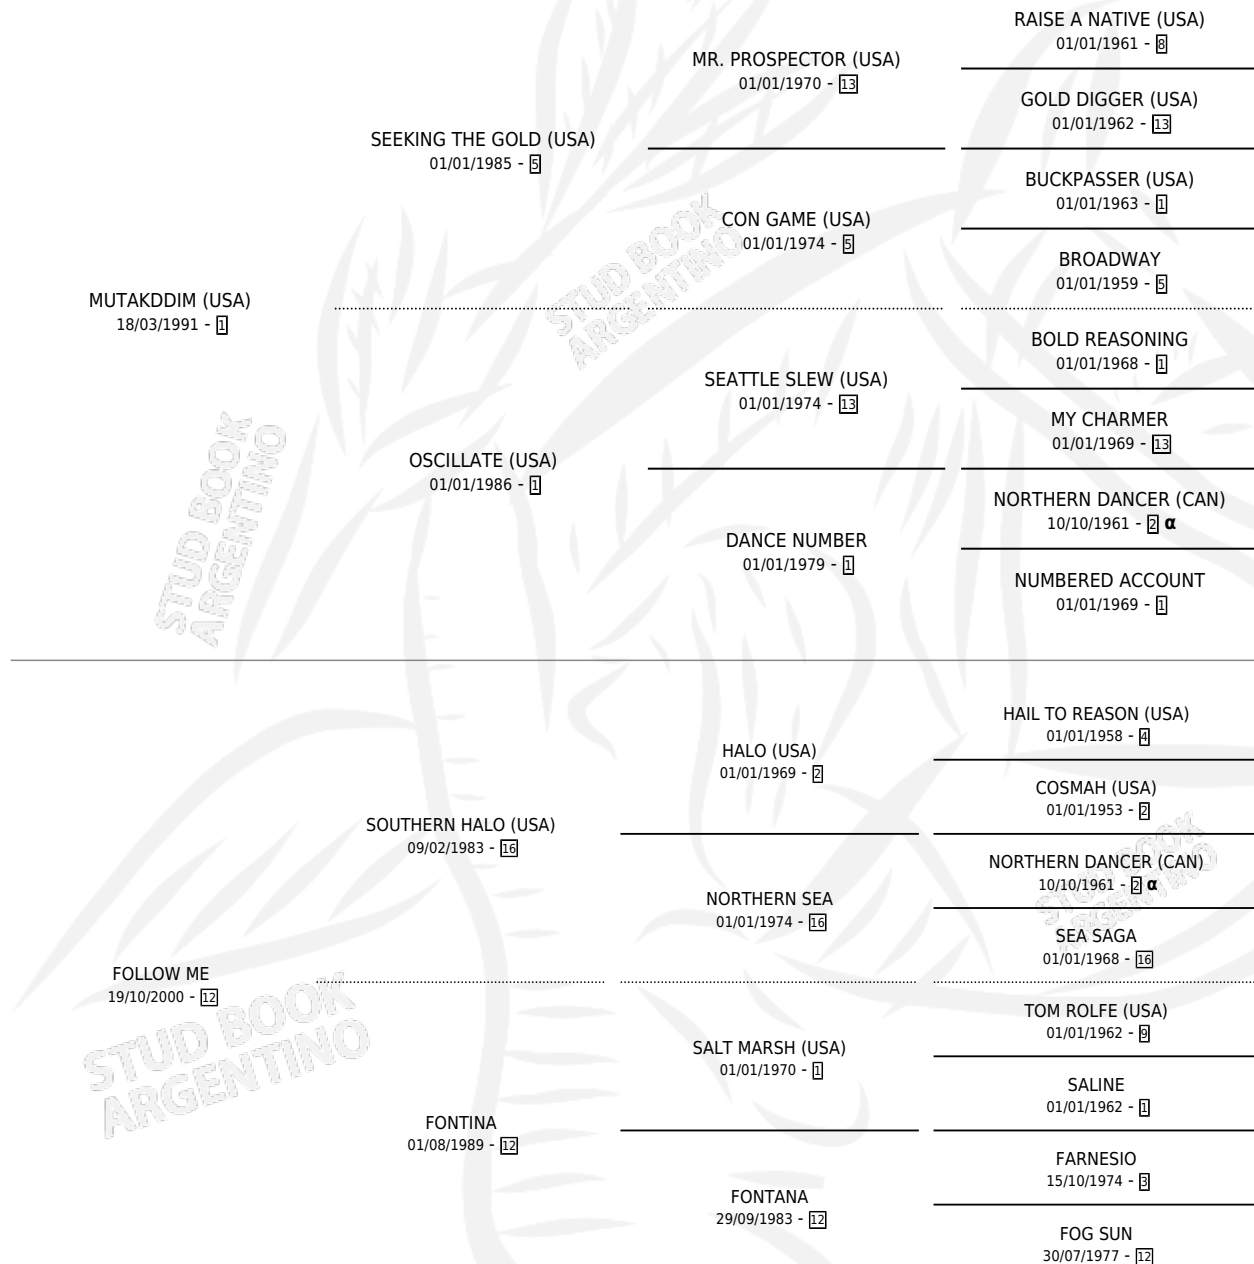 RAISE A NATIVE (USA)
01/01/1961 - 8
MR. PROSPECTOR (USA)
01/01/1970 - 13
GOLD DIGGER (USA)
01/01/1962 - 13
SEEKING THE GOLD (USA)
01/01/1985 - 5
BUCKPASSER (USA)
01/01/1963 - 1
CON GAME (USA)
01/01/1974 - 5
BROADWAY
01/01/1959 - 5
MUTAKDDIM (USA)
18/03/1991 - 1
BOLD REASONING
01/01/1968 - 1
SEATTLE SLEW (USA)
01/01/1974 - 13
MY CHARMER
01/01/1969 - 13
OSCILLATE (USA)
01/01/1986 - 1
NORTHERN DANCER (CAN)
10/10/1961 - 2 α
DANCE NUMBER
01/01/1979 - 1
NUMBERED ACCOUNT
01/01/1969 - 1
HAIL TO REASON (USA)
01/01/1958 - 4
HALO (USA)
01/01/1969 - 2
COSMAH (USA)
01/01/1953 - 2
SOUTHERN HALO (USA)
09/02/1983 - 16
NORTHERN DANCER (CAN)
10/10/1961 - 2 α
NORTHERN SEA
01/01/1974 - 16
SEA SAGA
01/01/1968 - 16
FOLLOW ME
19/10/2000 - 12
TOM ROLFE (USA)
01/01/1962 - 9
SALT MARSH (USA)
01/01/1970 - 1
SALINE
01/01/1962 - 1
FONTINA
01/08/1989 - 12
FARNESIO
15/10/1974 - 3
FONTANA
29/09/1983 - 12
FOG SUN
30/07/1977 - 12
STUD BOOK
ARGENTINO
STUD BOOK
ARGENTINO
STUD BOOK
ARGENTINO
STUD BOOK
ARGENTINO